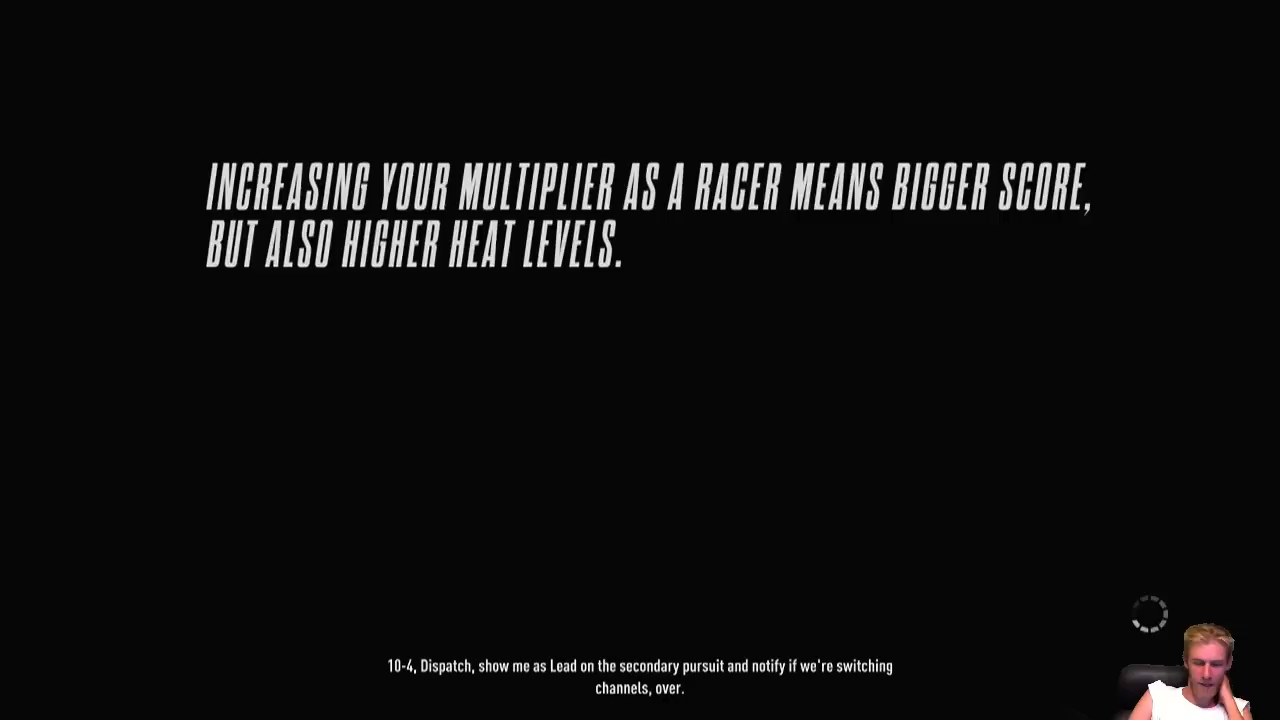 INCREASING YOUR MULTIPLIER AS A RACER MEANS BIGGER SCORE,
BUT ALSO HIGHER HEAT LEVELS.
10-4, Dispatch, show me as Lead on the secondary pursuit and notify if we're switching
channels, over.